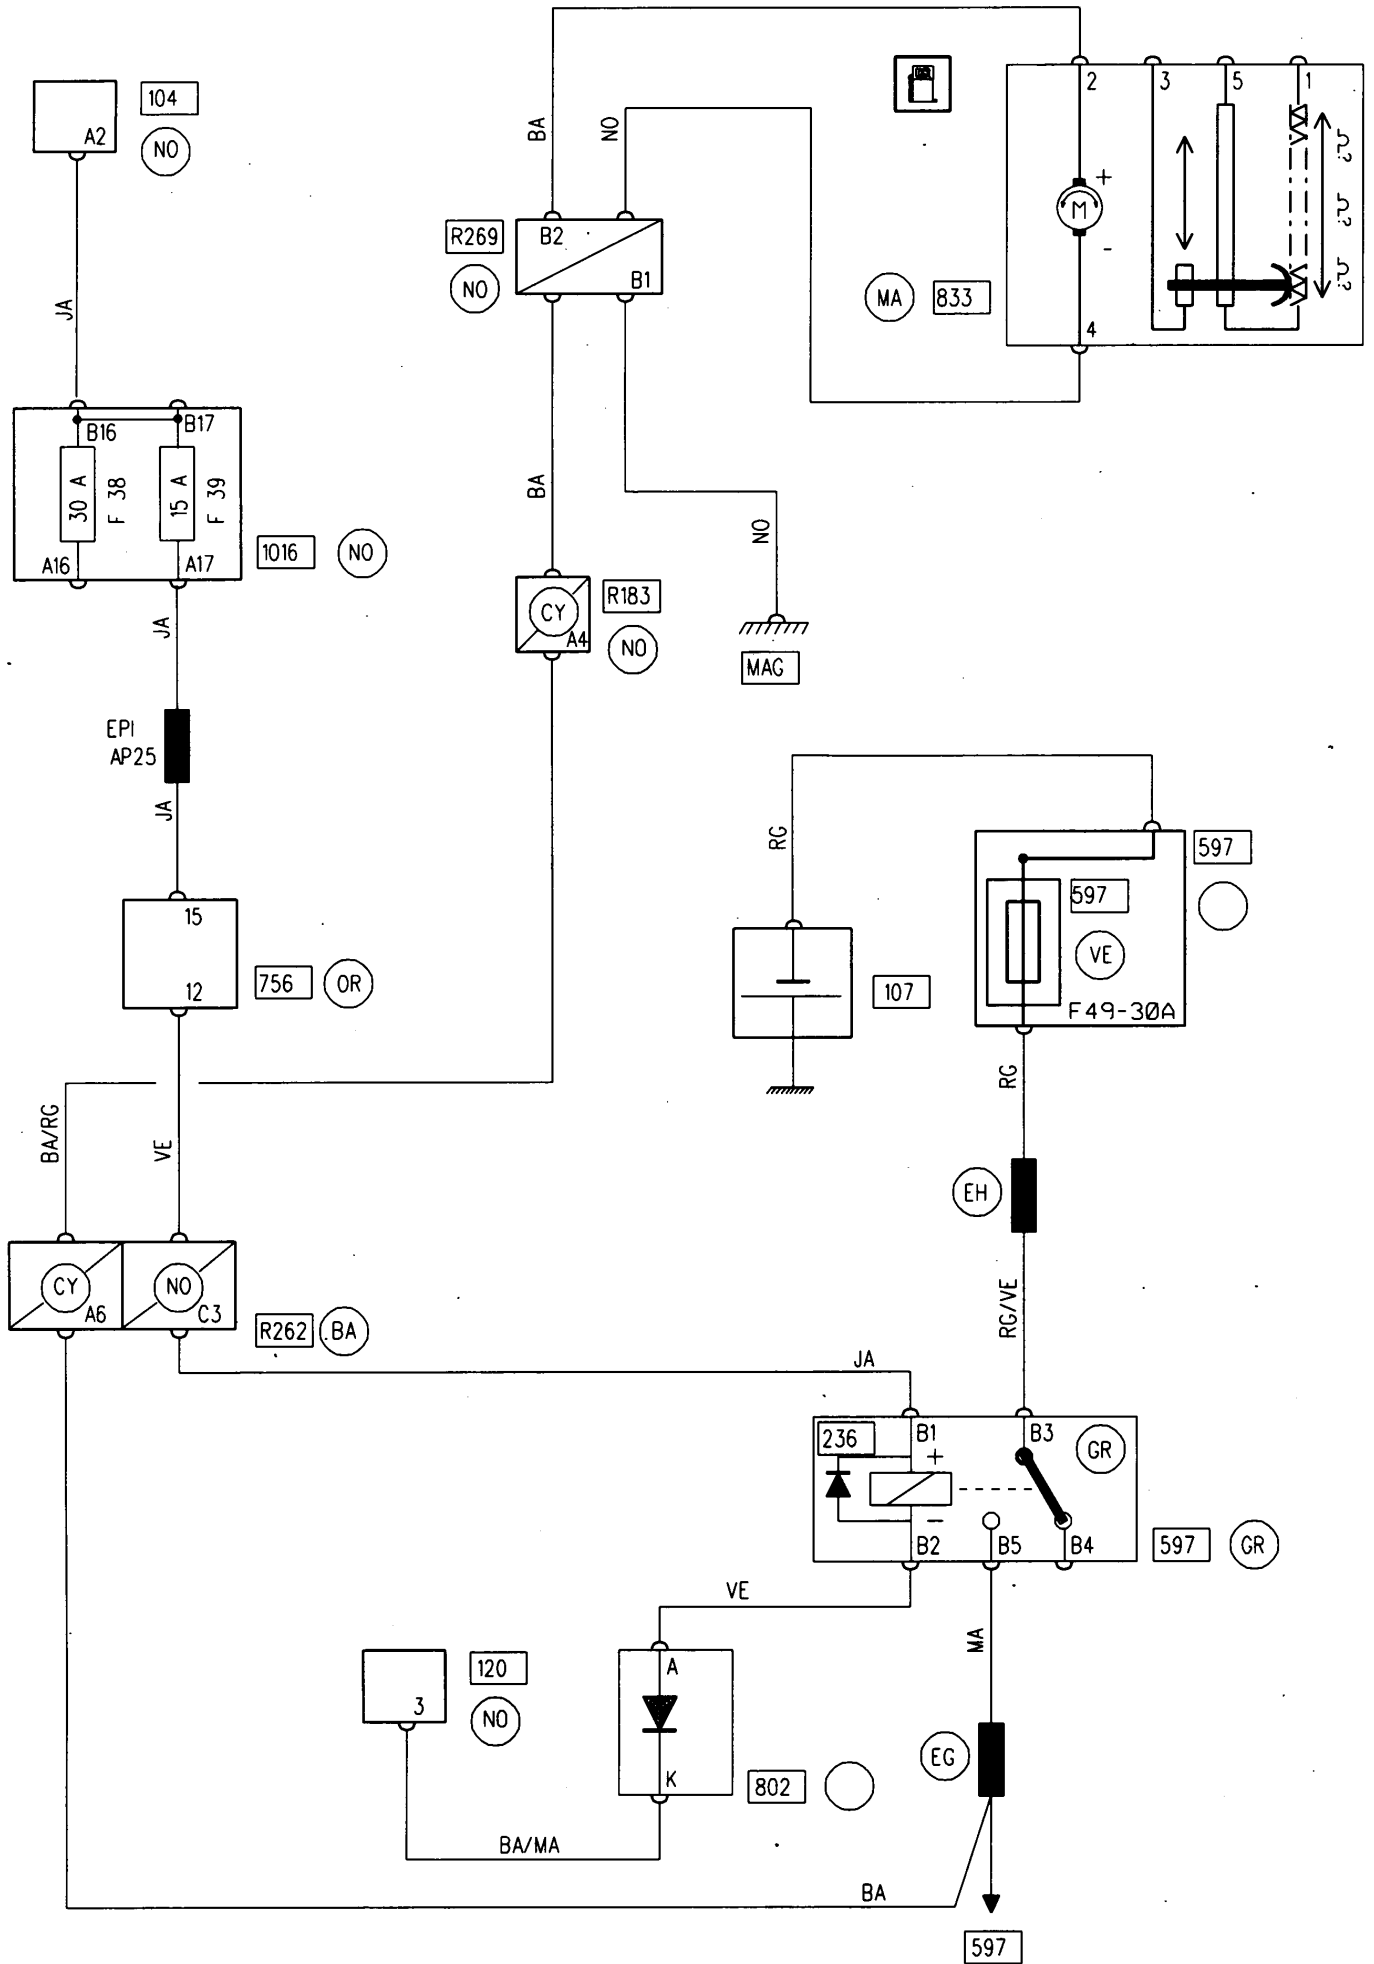 104
A2
NO
JA
B16
B17
30 A
F 38
15 A
F 39
A16
A17
1016
NO
JA
EPI
AP25
JA
15
12
756
OR
BA/RG
VE
CY
A6
NO
C3
R262
BA
BA
NO
R269
NO
B2
B1
BA
NO
CY
A4
R183
NO
MAG
2
3
5
1
+
M
-
4
MA
833
RG
107
597
597
VE
F49-30A
RG
EH
RG/VE
JA
236
B1
+
B3
GR
-
B2
B5
B4
597
GR
VE
MA
120
3
NO
A
K
802
EG
BA/MA
BA
597